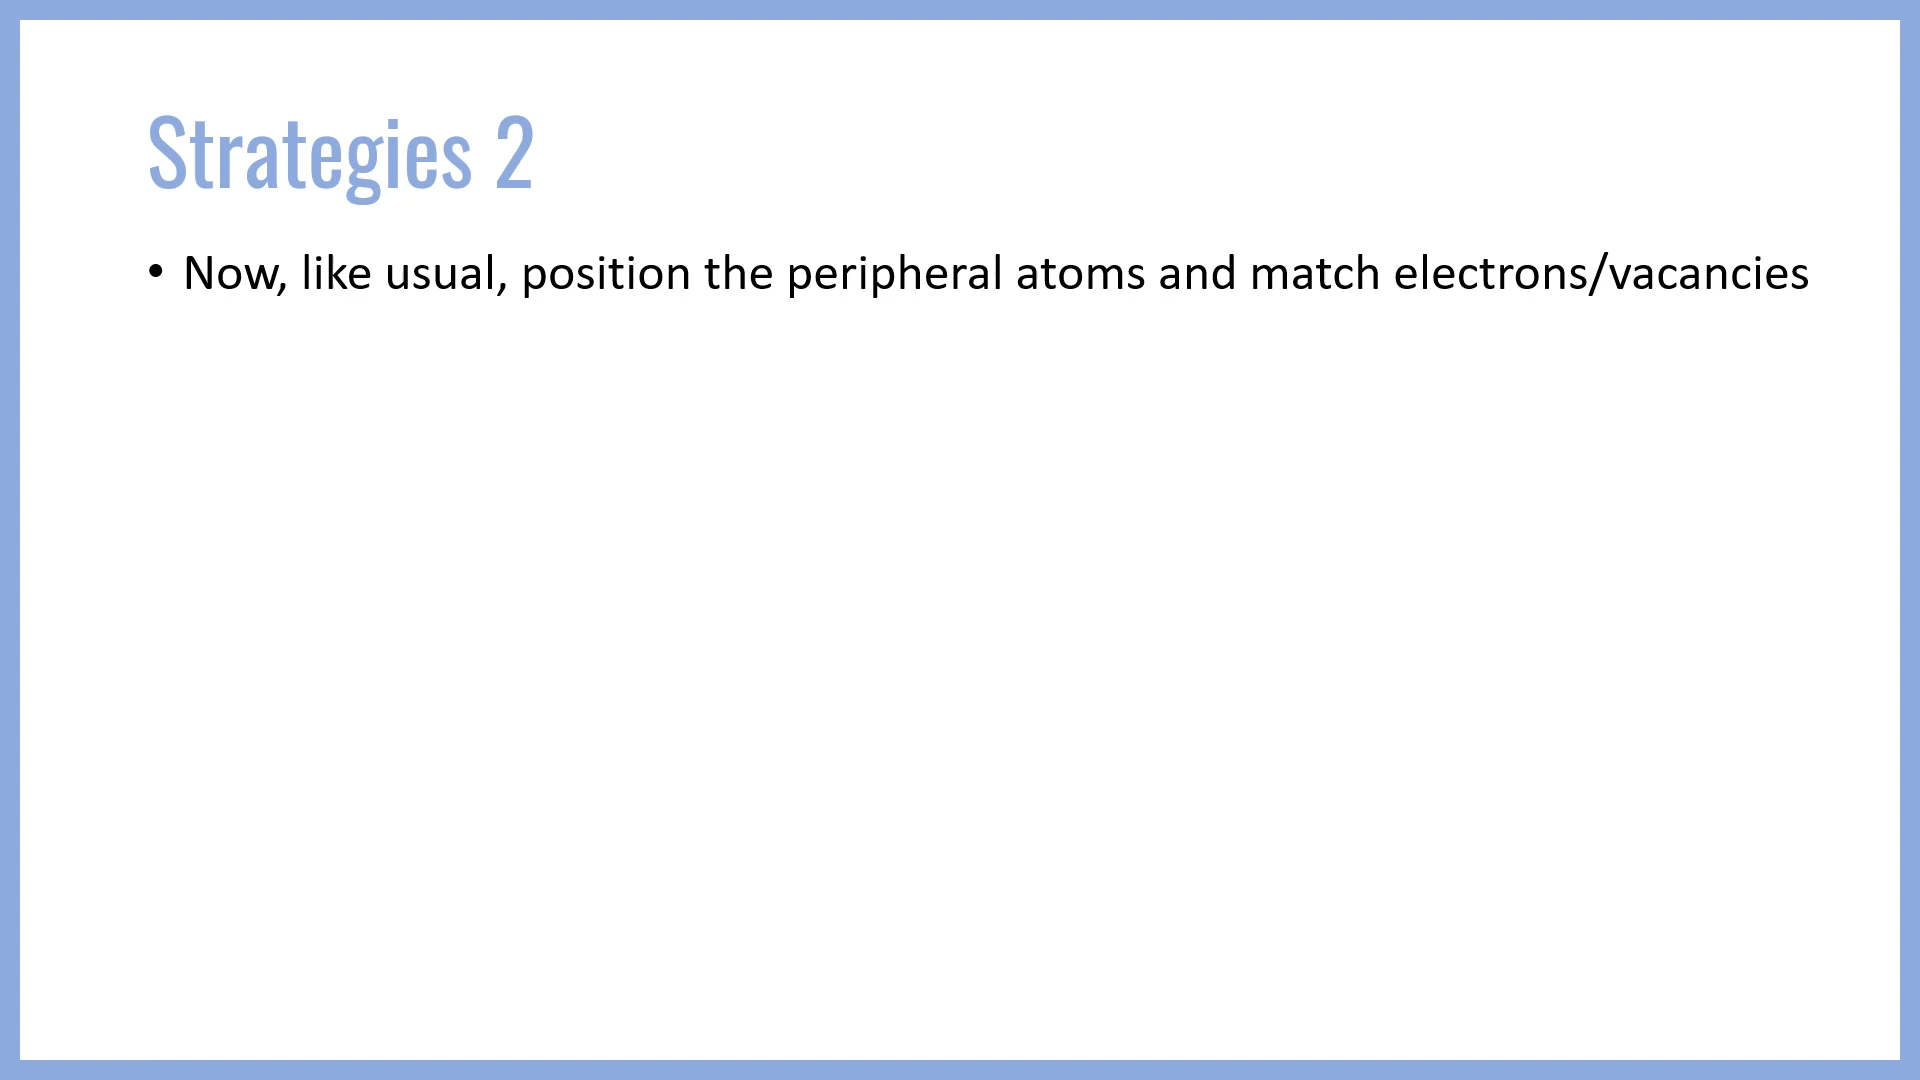 Strategies 2
• Now, like usual, position the peripheral atoms and match electrons/vacancies